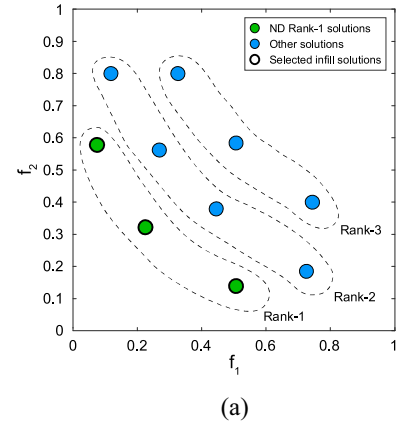 ND Rank-1 solutions
Other solutions
Selected infill solutions
1
0.9
0.8
0.7
0.6
0.5
0.4
0.3
0.2
0.1
0
f2
Rank-3
Rank-2
Rank-1
0 0.2 0.4 0.6 0.8 1
f1
(a)